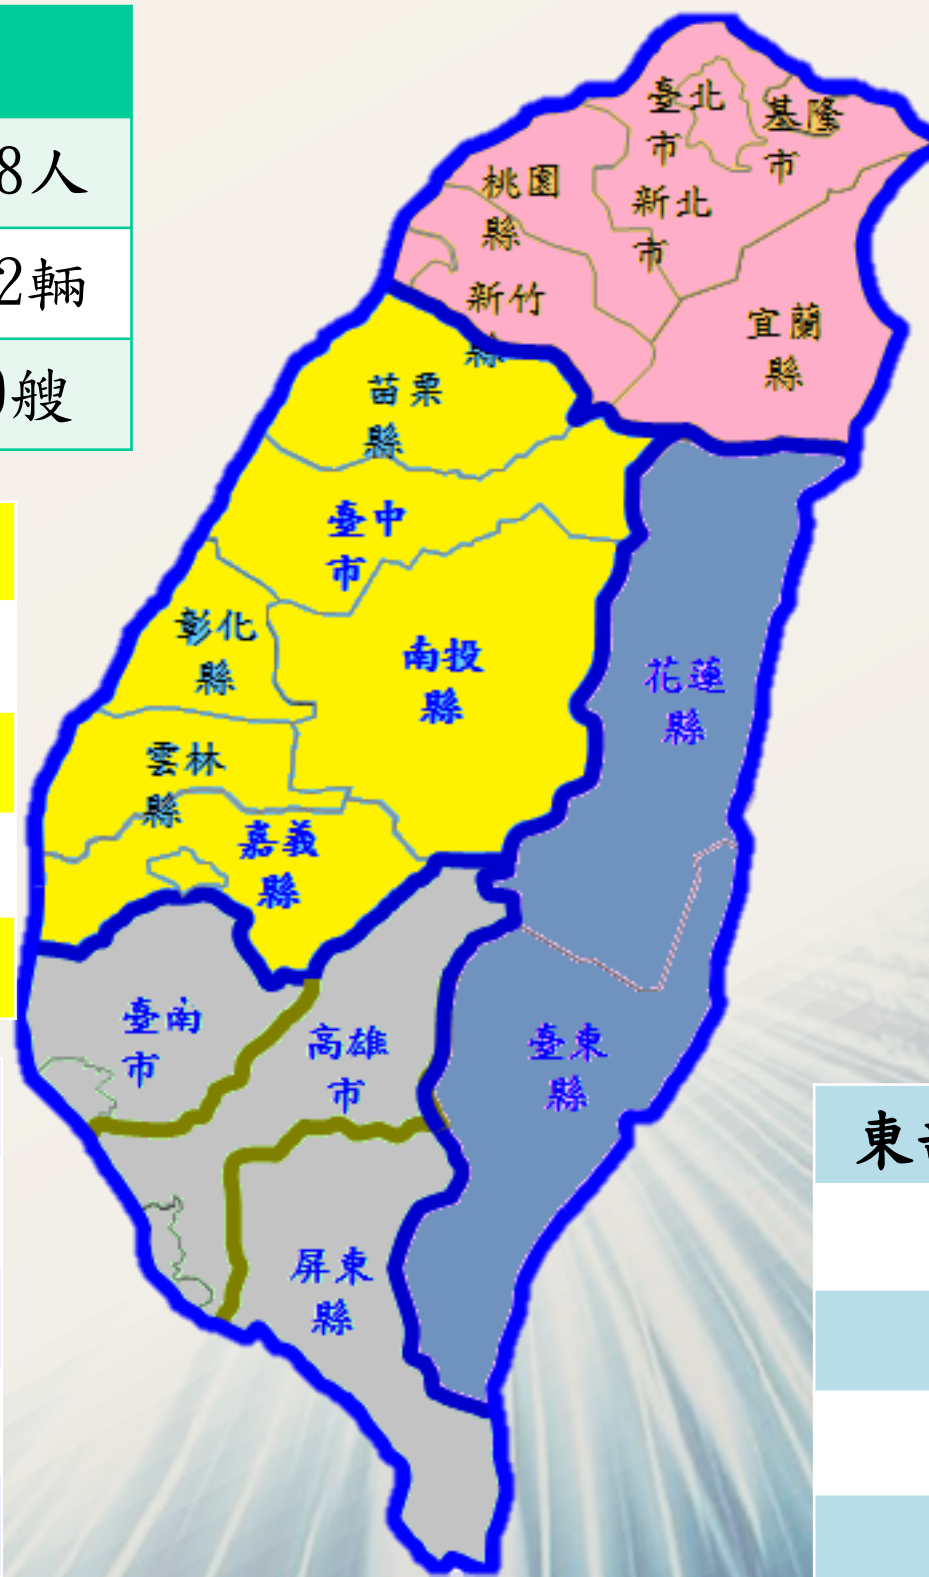 8人
2輛
艘
臺北
市
基隆
市
桃園
縣
新北
市
新竹
縣
宜蘭
縣
苗栗
縣
臺中
市
彰化
縣
南投
縣
花蓮
縣
雲林
縣
嘉義
縣
臺南
市
高雄
市
臺東
縣
屏東
縣
東